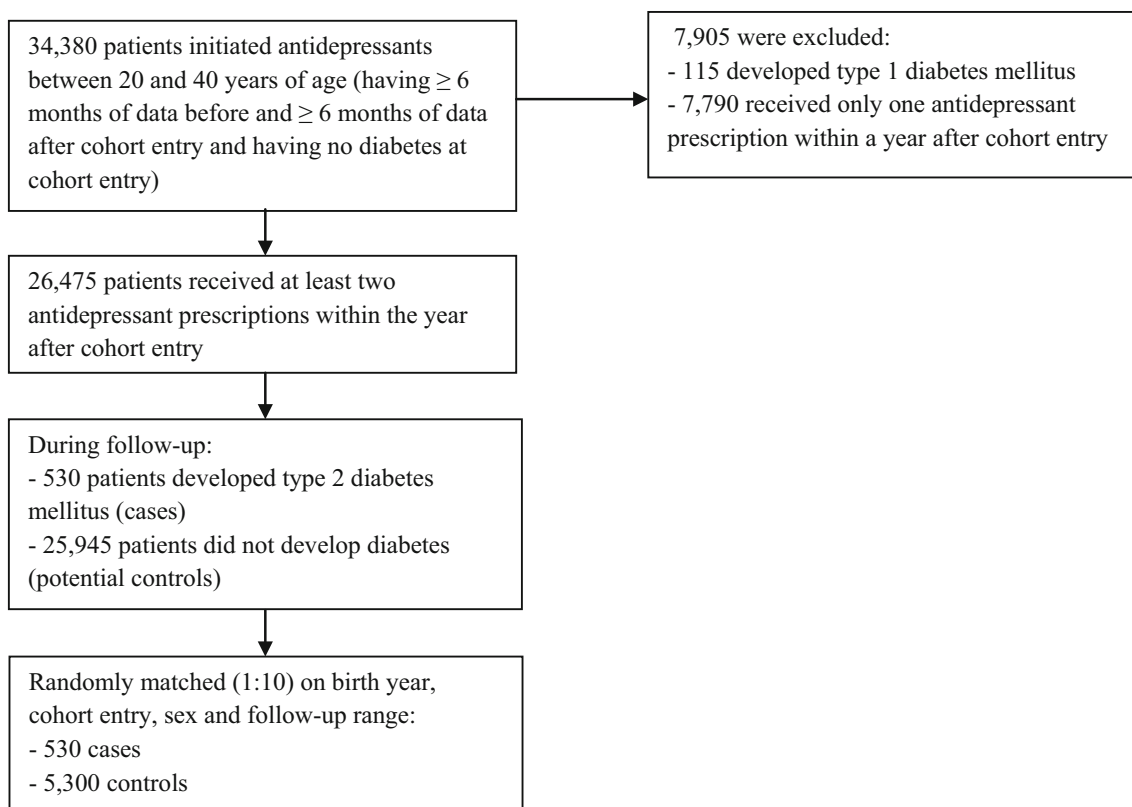 34,380 patients initiated antidepressants
between 20 and 40 years of age (having ≥ 6
months of data before and ≥ 6 months of data
after cohort entry and having no diabetes at
cohort entry)
7,905 were excluded:
- 115 developed type 1 diabetes mellitus
- 7,790 received only one antidepressant
prescription within a year after cohort entry
26,475 patients received at least two
antidepressant prescriptions within the year
after cohort entry
During follow-up:
- 530 patients developed type 2 diabetes
mellitus (cases)
- 25,945 patients did not develop diabetes
(potential controls)
Randomly matched (1:10) on birth year,
cohort entry, sex and follow-up range:
- 530 cases
- 5,300 controls